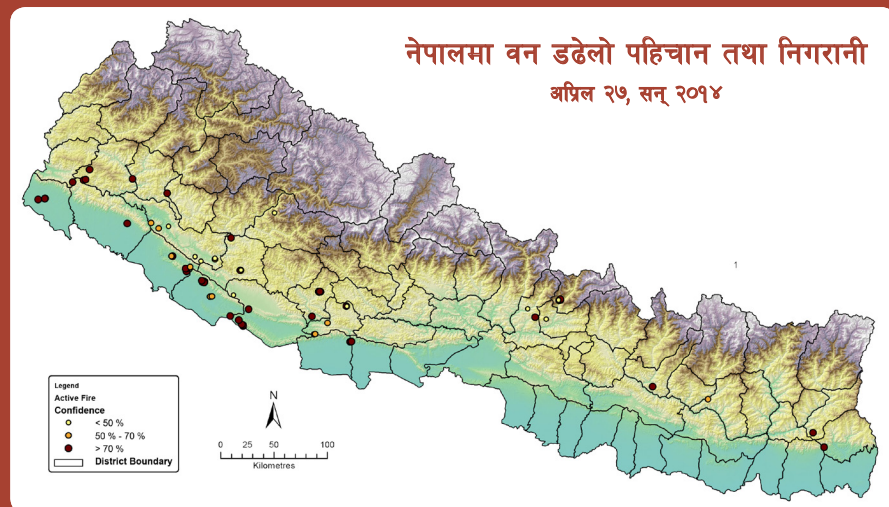 नेपालमा वन डढेलो पहिचान तथा निगरानी
अप्रिल २७, सन् २०१४
1
Legend
Active Fire
Confidence
< 50 %
50 % - 70 %
> 70 %
District Boundary
N
0 25 50 100
Kilometres